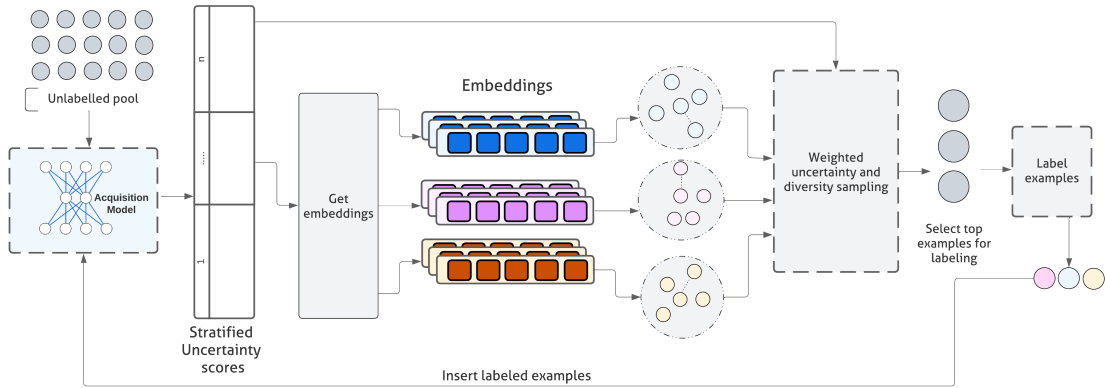 Unlabelled pool
Acquisition
Model
n
.....
1
Stratified
Uncertainty
scores
Get
embeddings
Embeddings
Weighted
uncertainty and
diversity sampling
Select top
examples for
labeling
Label
examples
Insert labeled examples